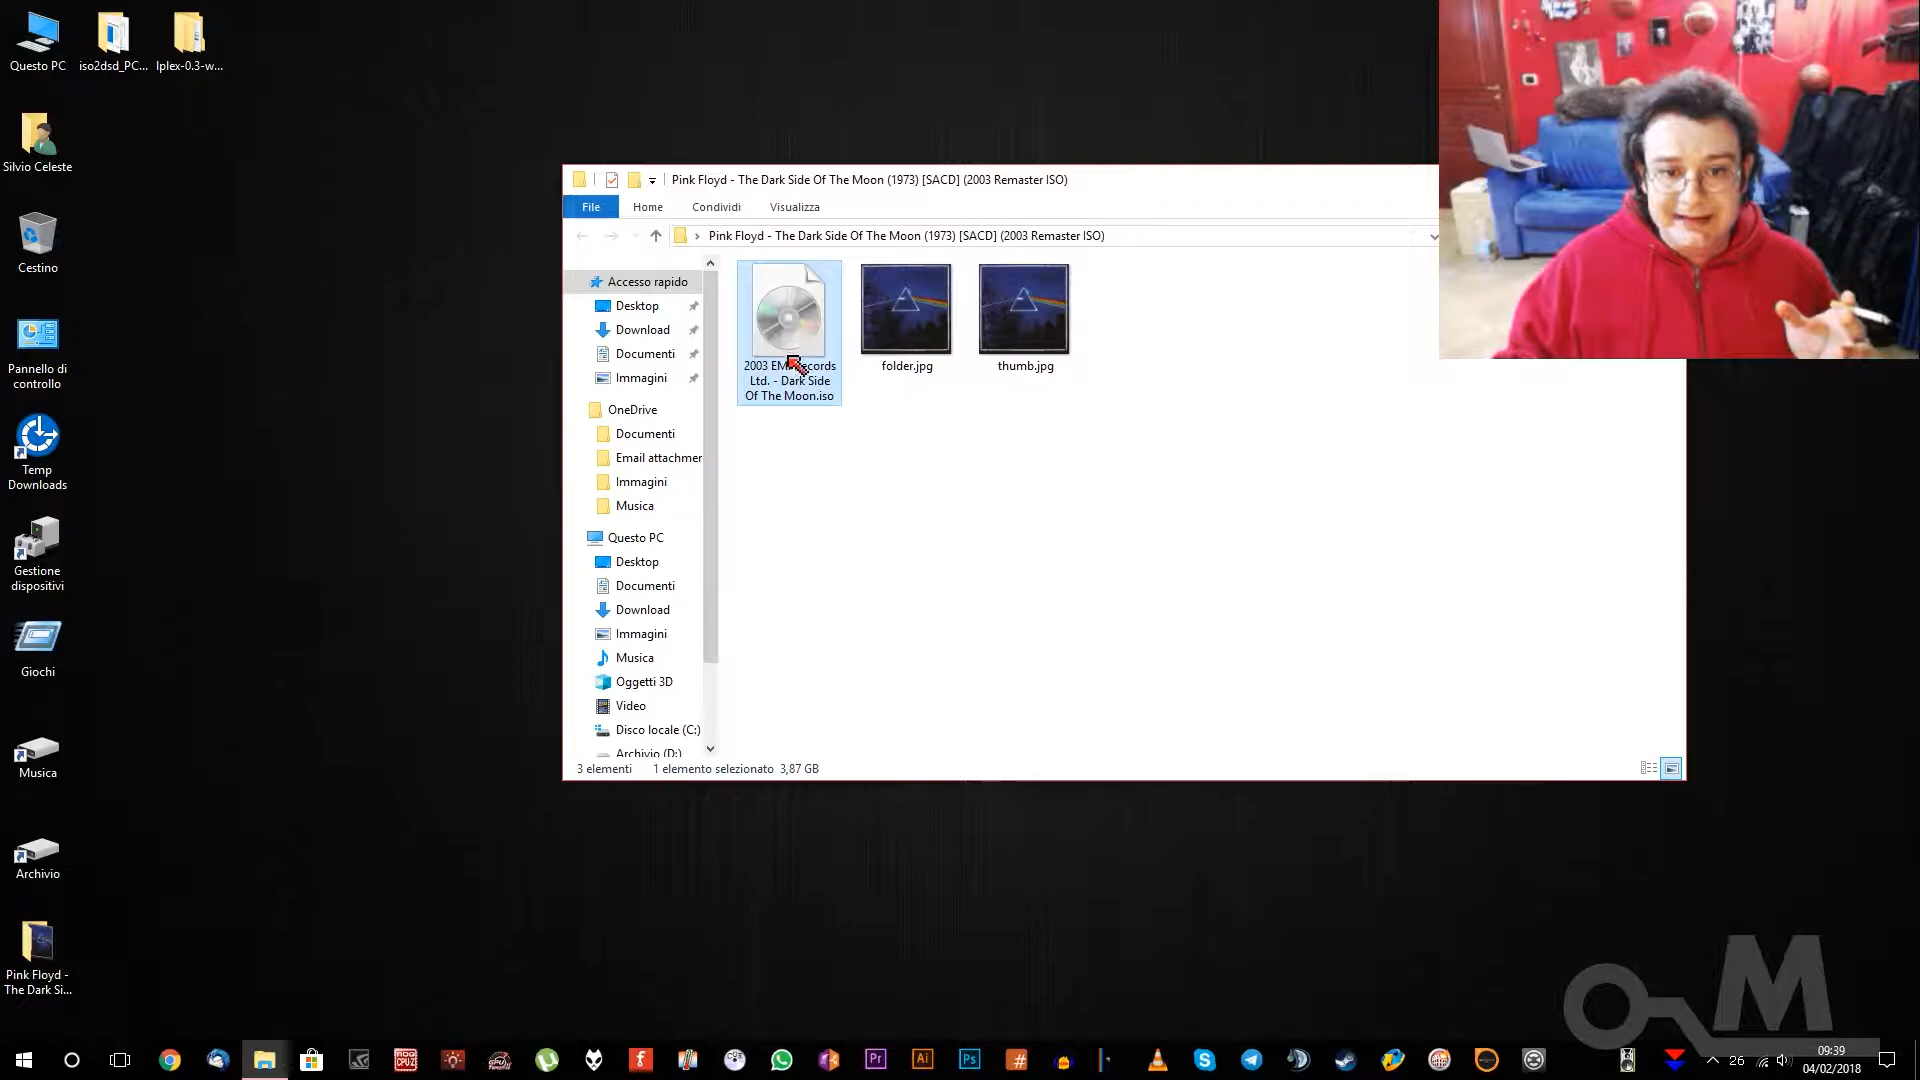 Questo PC
iso2dsd_PC...
lplex-0.3-w...
Silvio Celeste
Cestino
Pannello di
controllo
Temp
Downloads
Gestione
dispositivi
Giochi
Musica
Archivio
Pink Floyd -
The Dark Si...
Pink Floyd - The Dark Side Of The Moon (1973) [SACD] (2003 Remaster ISO)
File
Home
Condividi
Visualizza
Pink Floyd - The Dark Side Of The Moon (1973) [SACD] (2003 Remaster ISO)
Accesso rapido
Desktop
Download
Documenti
Immagini
OneDrive
Documenti
Email attachmer
Immagini
Musica
Questo PC
Desktop
Documenti
Download
Immagini
Musica
Oggetti 3D
Video
Disco locale (C:)
Archivio (D:)
2003 EMI Records
Ltd. - Dark Side
Of The Moon.iso
folder.jpg
thumb.jpg
3 elementi
1 elemento selezionato 3,87 GB
M
Pr
Ai
Ps
26
09:39
04/02/2018